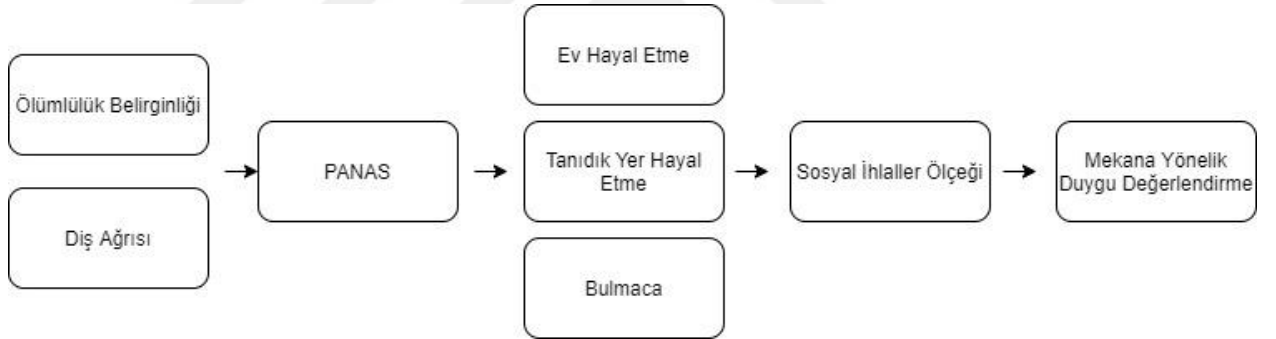 Ölümlülük Belirginliği
Diş Ağrısı
PANAS
Ev Hayal Etme
Tanıdık Yer Hayal
Etme
Bulmaca
Sosyal İhlaller Ölçeği
Mekana Yönelik
Duygu Değerlendirme